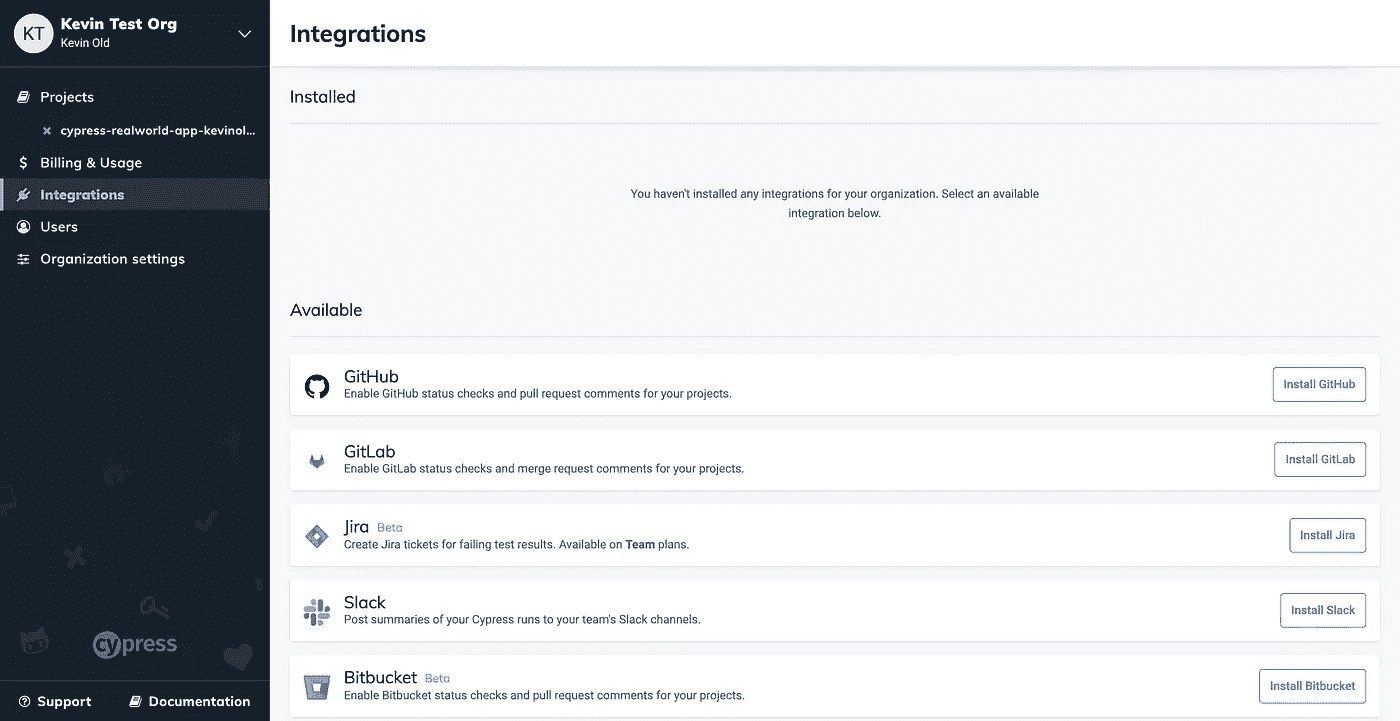 KT
Kevin Test Org
Kevin Old
Projects
cypress-realworld-app-kevinol...
Billing & Usage
Integrations
Users
Organization settings
cypress
Support
Documentation
Integrations
Installed
You haven't installed any integrations for your organization. Select an available
integration below.
Available
GitHub
Enable GitHub status checks and pull request comments for your projects.
Install GitHub
GitLab
Enable GitLab status checks and merge request comments for your projects.
Install GitLab
Jira Beta
Create Jira tickets for failing test results. Available on Team plans.
Install Jira
Slack
Post summaries of your Cypress runs to your team's Slack channels.
Install Slack
Bitbucket Beta
Enable Bitbucket status checks and pull request comments for your projects.
Install Bitbucket